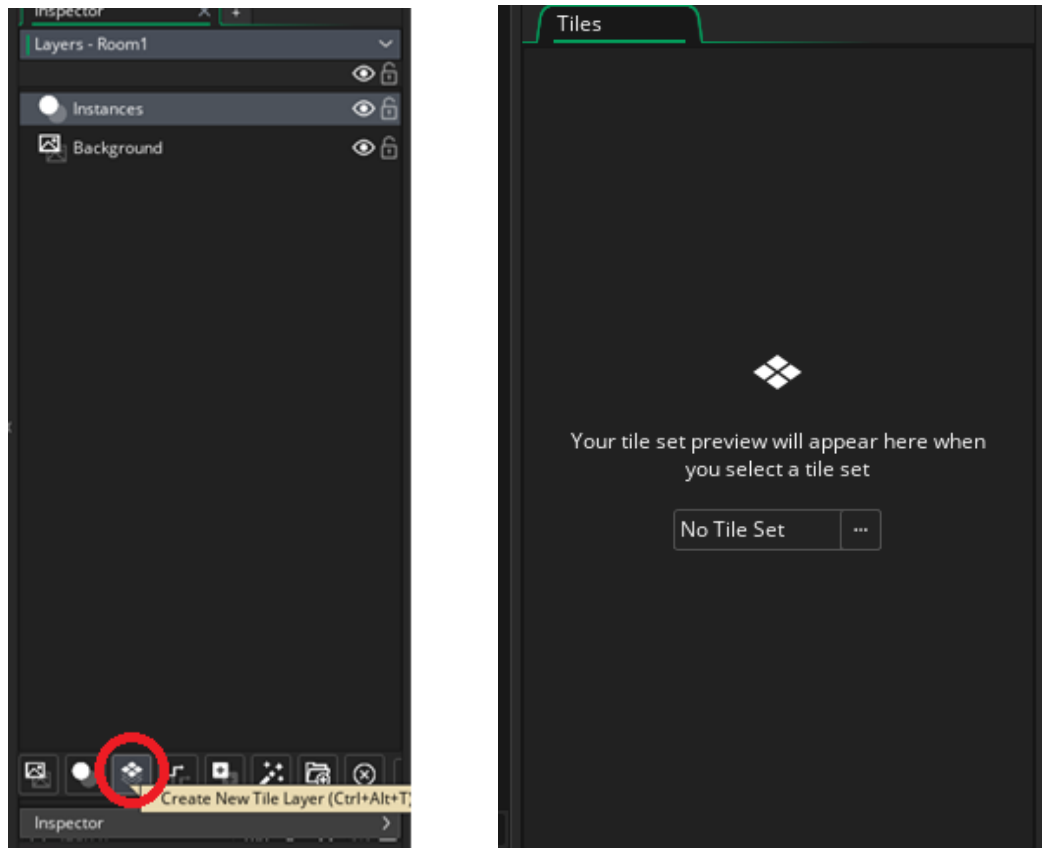 Inspector
Layers - Room1
Instances
Background
Create New Tile Layer (Ctrl+Alt+T)
Inspector
Tiles
Your tile set preview will appear here when
you select a tile set
No Tile Set
...